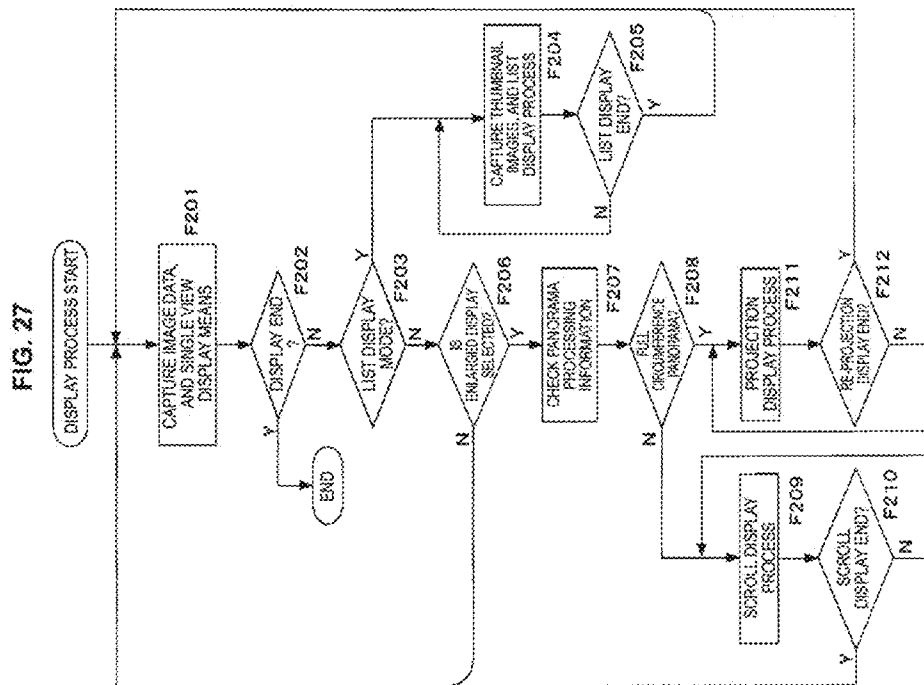 FIG. 27
DISPLAY PROCESS START
CAPTURE IMAGE DATA,
AND SINGLE VIEW
DISPLAY MEANS
F201
DISPLAY END
?
F202
Y
N
END
LIST DISPLAY
MODE?
F203
Y
N
CAPTURE THUMBNAIL
IMAGES, AND LIST
DISPLAY PROCESS
F204
LIST DISPLAY
END?
F205
N
Y
IS
ENLARGED DISPLAY
SELECTED?
F206
N
Y
CHECK PANORAMA
PROCESSING
INFORMATION
F207
FULL
CIRCUMFERENCE
PANORAMA?
F208
N
Y
SCROLL DISPLAY
PROCESS
F209
SCROLL
DISPLAY END?
F210
Y
N
PROJECTION
DISPLAY PROCESS
F211
RE-PROJECTION
DISPLAY END?
F212
Y
N